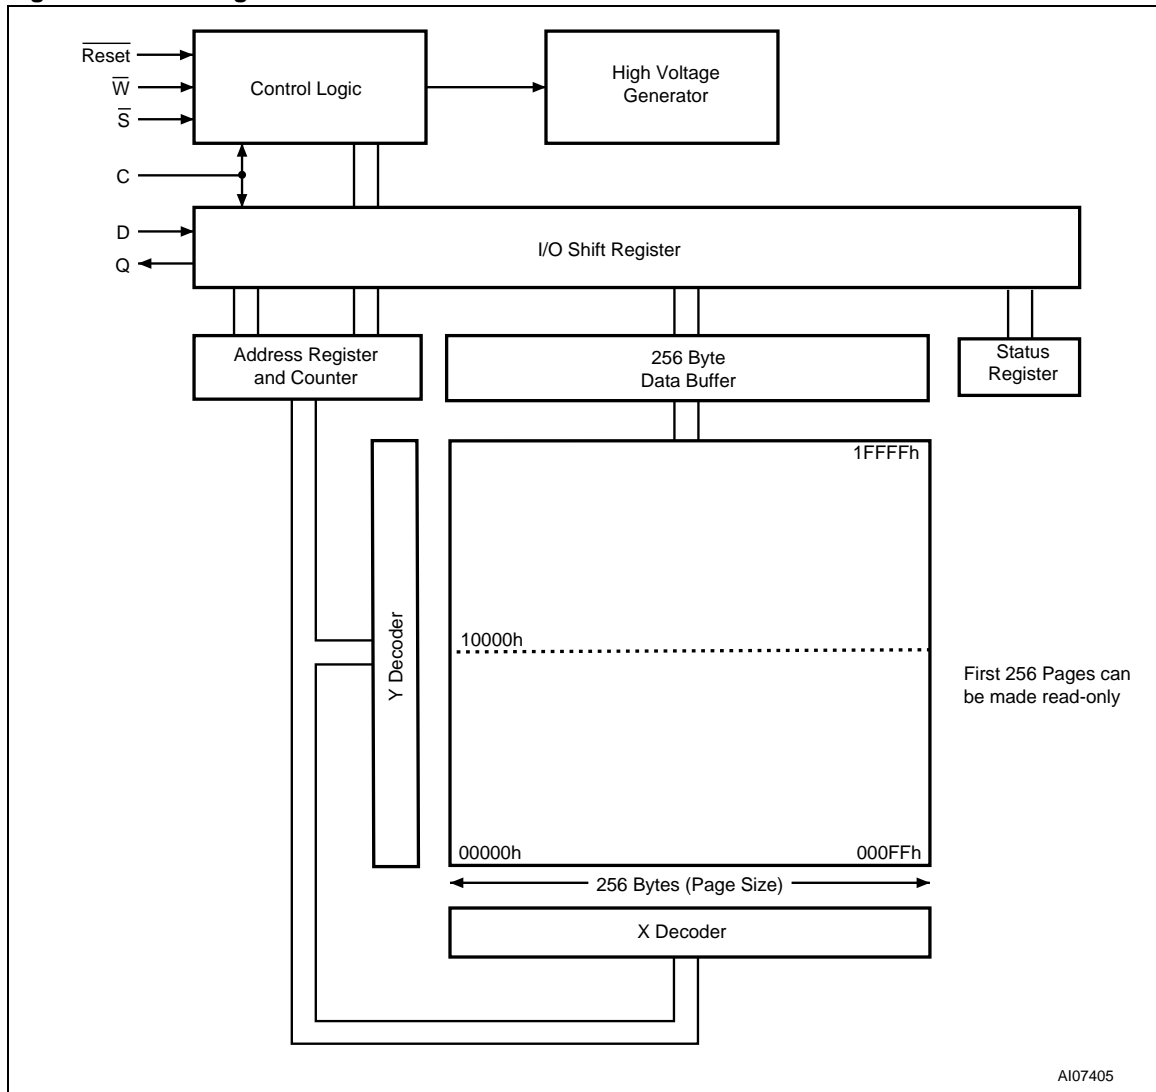 Reset
W
S
C
D
Q
Control Logic
High Voltage
Generator
I/O Shift Register
Address Register
and Counter
256 Byte
Data Buffer
Status
Register
1FFFFh
Y Decoder
10000h
First 256 Pages can
be made read-only
00000h
000FFh
256 Bytes (Page Size)
X Decoder
AI07405